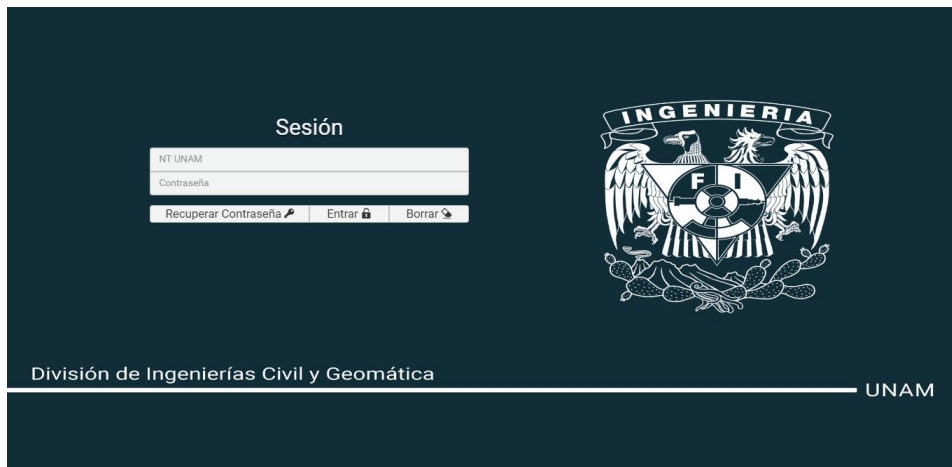 Sesión
NT UNAM
Contraseña
Recuperar Contraseña Entrar Borrar
INGENIERIA
F I
División de Ingenierías Civil y Geomática
UNAM